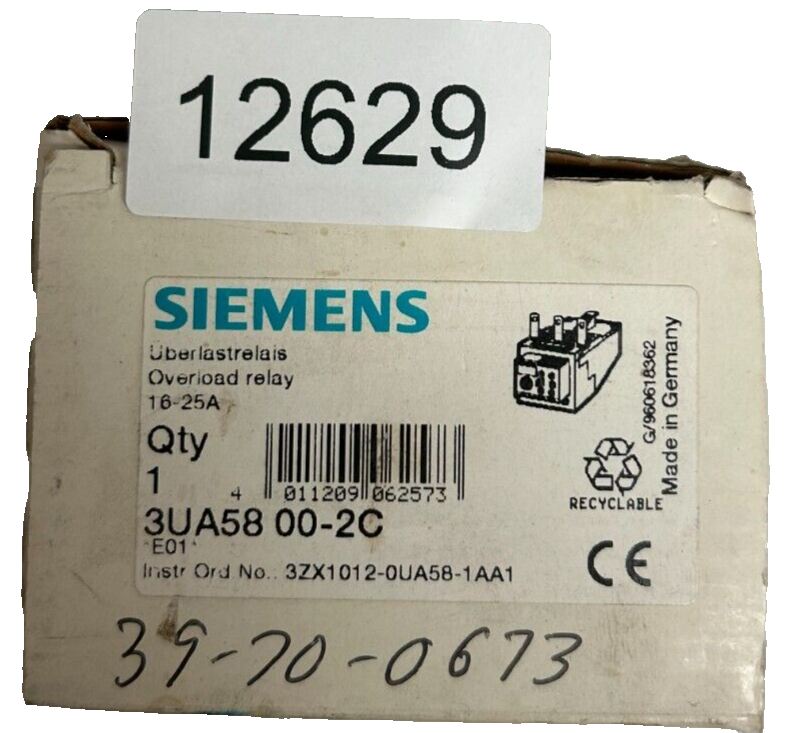 12629
SIEMENS
Überlastrelais
Overload relay
16-25A
Qty
1
4 011209 062573
3UA58 00-2C
*E01*
Instr Ord No.: 3ZX1012-0UA58-1AA1
G/960618362
Made in Germany
RECYCLABLE
CE
39-70-0673